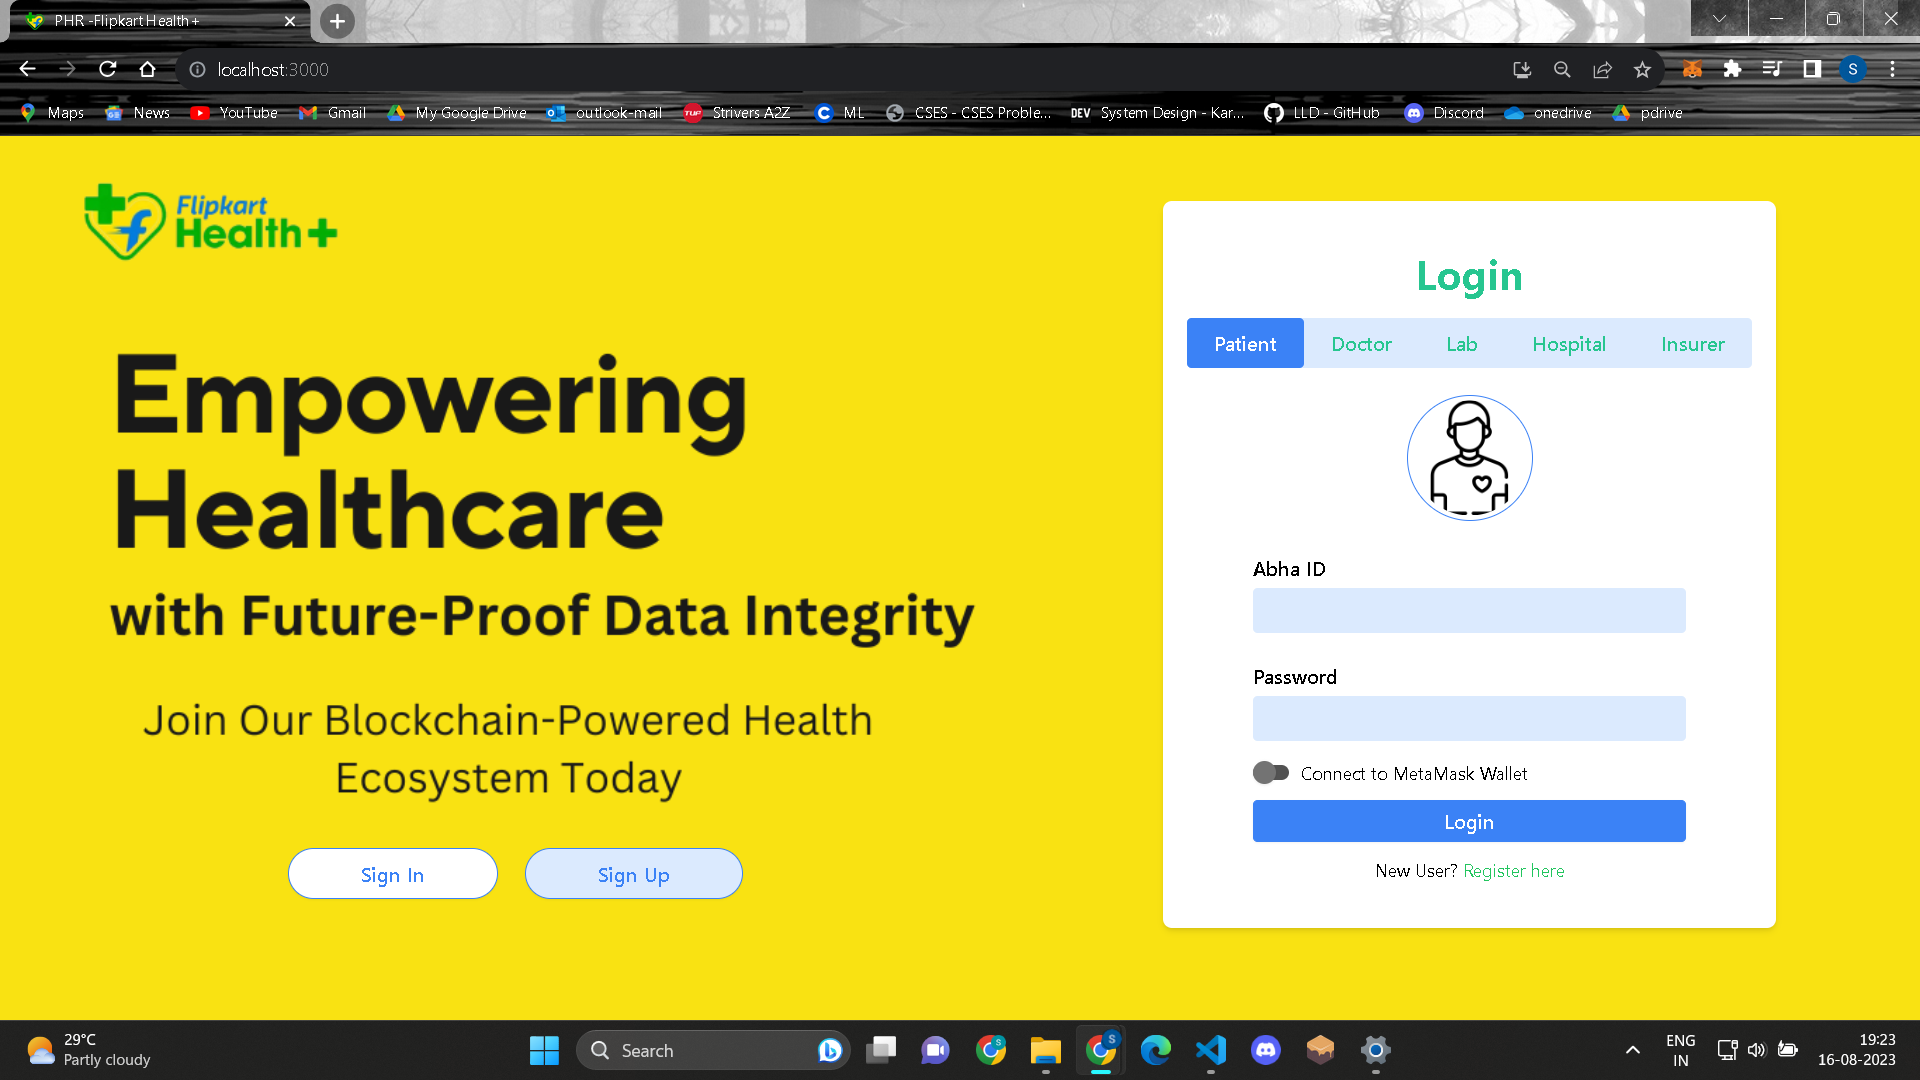 PHR -Flipkart Health+
localhost:3000
Maps News YouTube Gmail My Google Drive outlook-mail Strivers A2Z ML CSES - CSES Proble... System Design - Kar... LLD - GitHub Discord onedrive pdrive
Flipkart
Health+
Empowering
Healthcare
with Future-Proof Data Integrity
Join Our Blockchain-Powered Health
Ecosystem Today
Sign In Sign Up
Login
Patient Doctor Lab Hospital Insurer
Abha ID
Password
Connect to MetaMask Wallet
Login
New User? Register here
29°C
Partly cloudy
Search
ENG
IN
19:23
16-08-2023